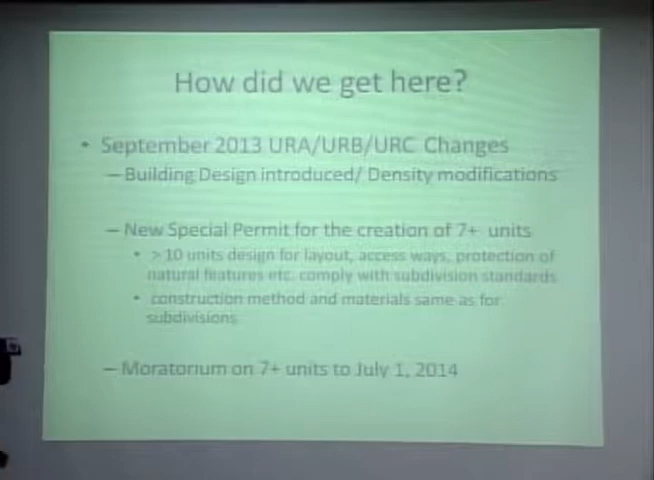 How did we get here?
• September 2013 URA/URB/URC Changes
– Building Design introduced/ Density modifications
– New Special Permit for the creation of 7+ units
• >10 units design for layout, access ways, protection of
natural features etc. comply with subdivision standards
• construction method and materials same as for
subdivisions
– Moratorium on 7+ units to July 1, 2014